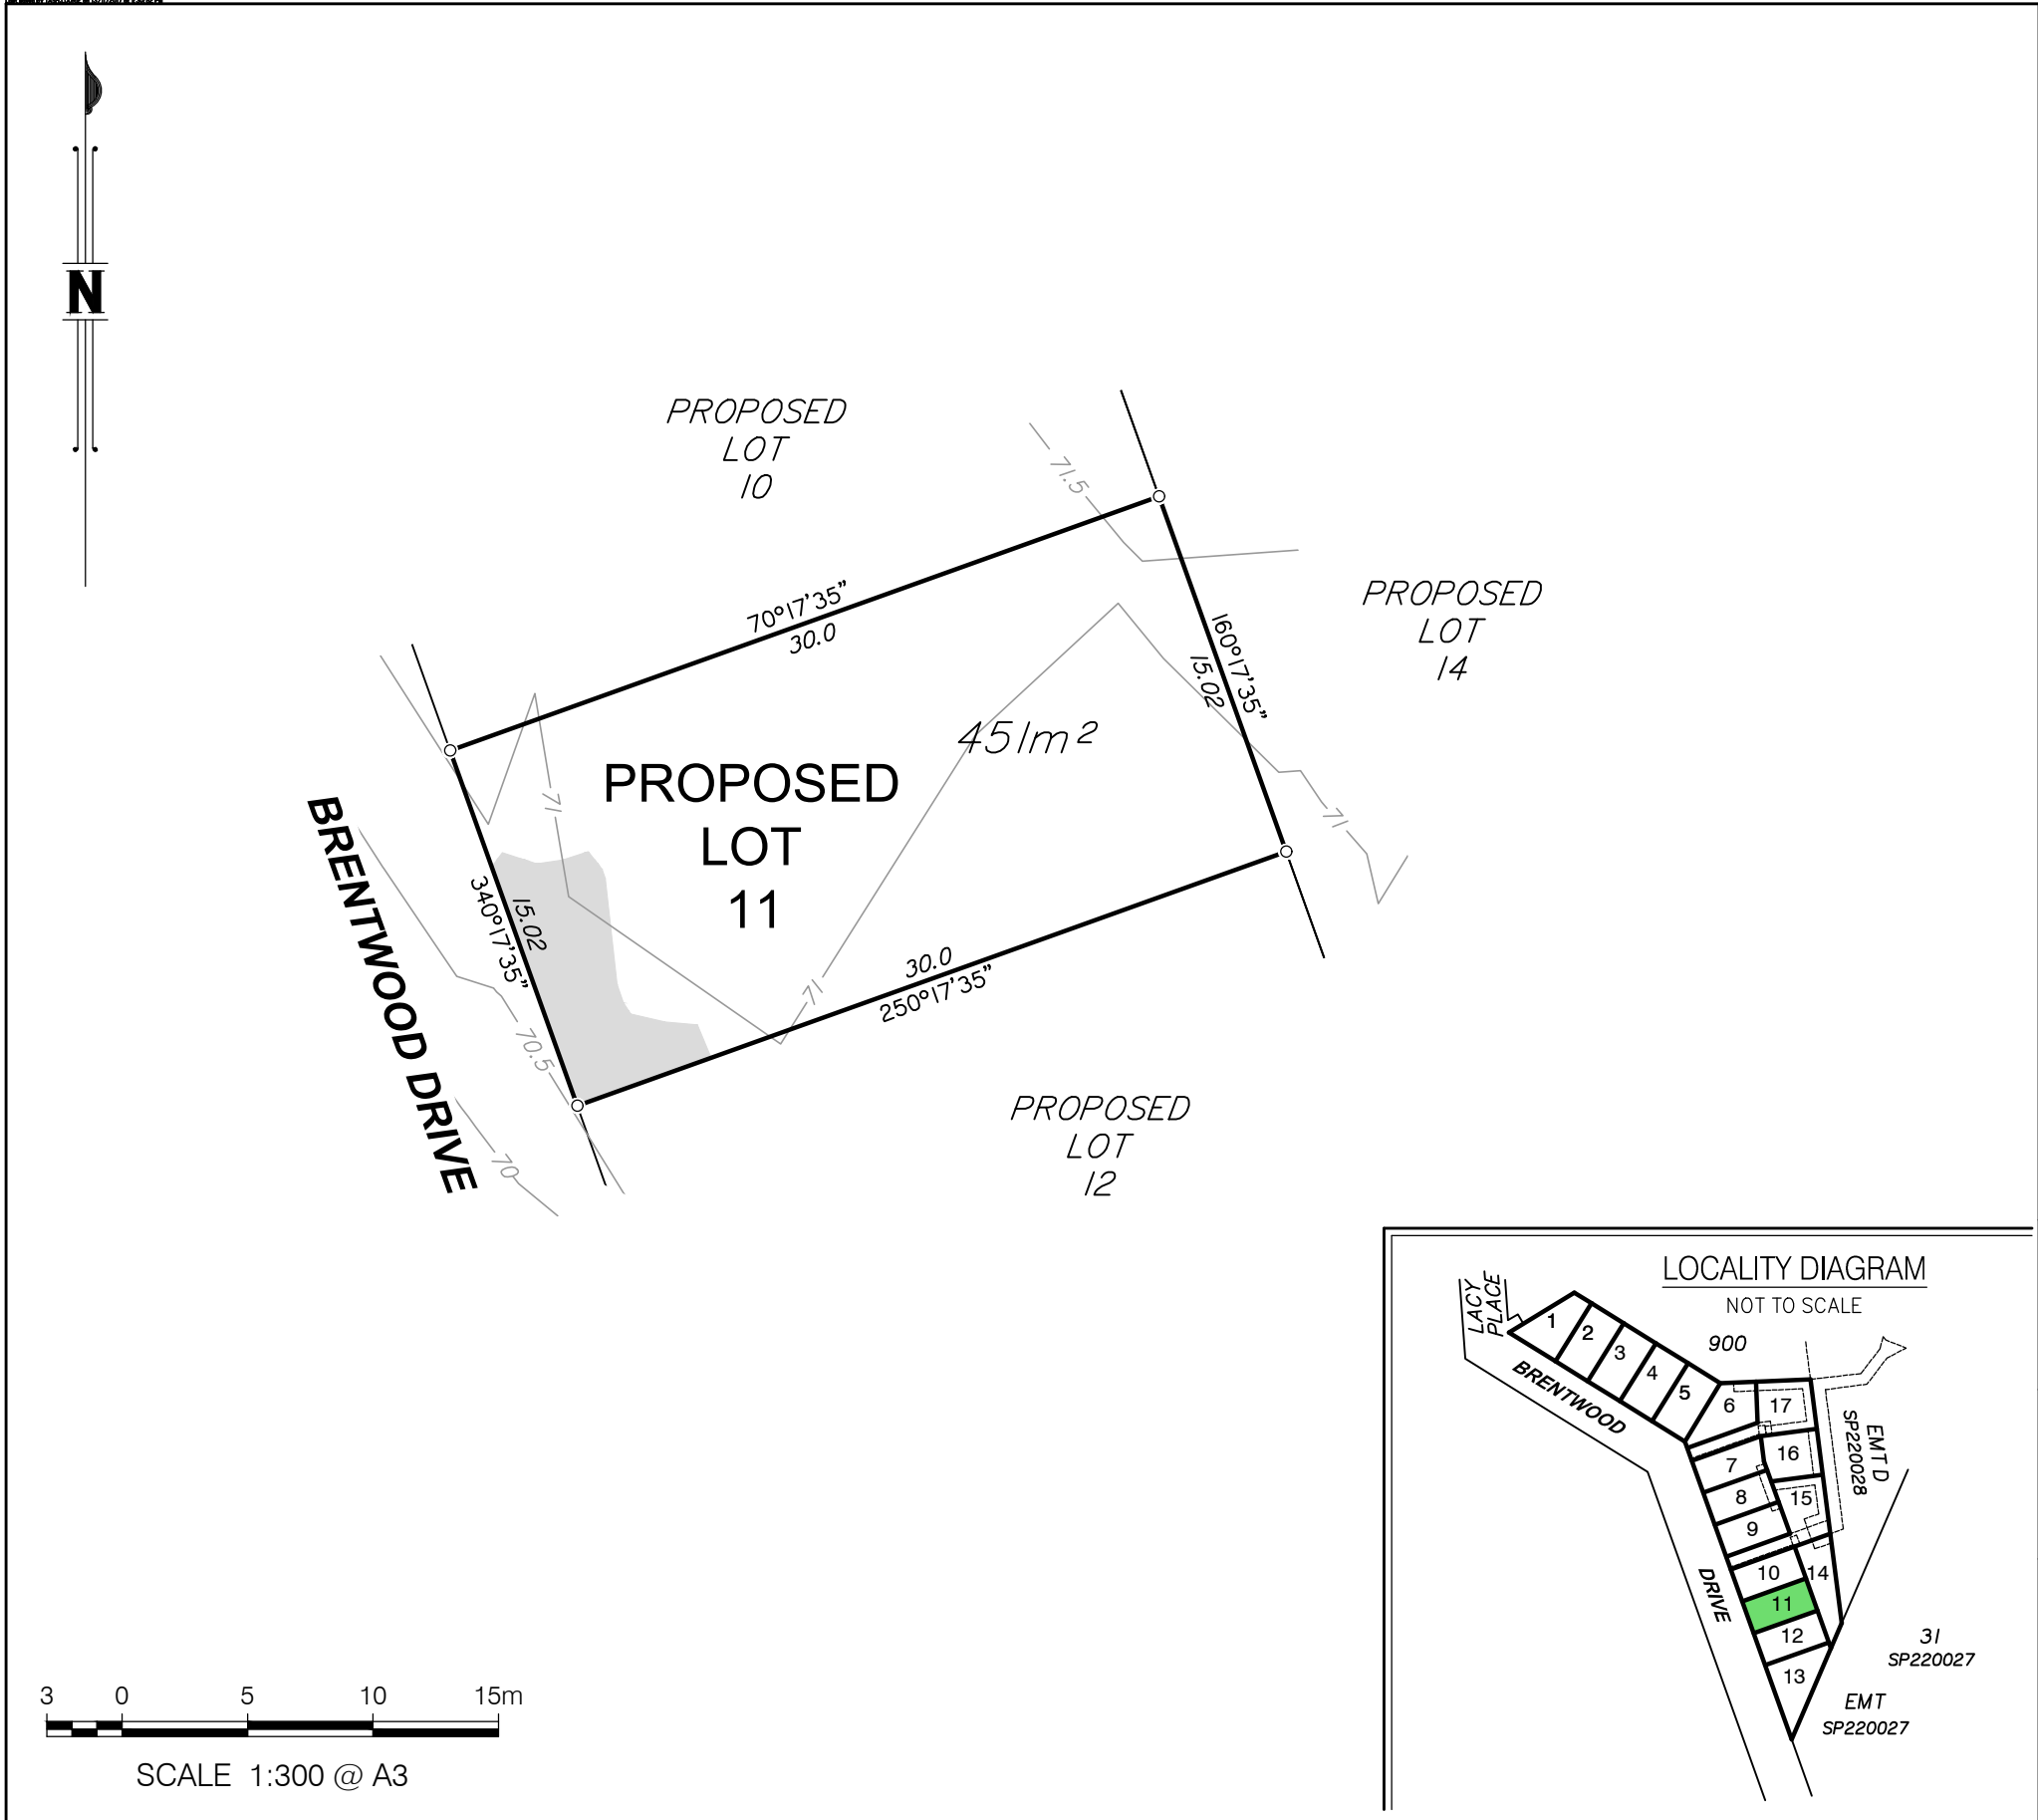 N
PROPOSED
LOT
10
71.5
PROPOSED
LOT
14
70°17'35"
30.0
160°17'35"
15.02
451m²
PROPOSED
LOT
11
71
71
71
BRENTWOOD DRIVE
340°17'35"
15.02
30.0
250°17'35"
70.5
70
PROPOSED
LOT
12
LOCALITY DIAGRAM
NOT TO SCALE
LACY
PLACE
900
1
2
3
4
5
6
17
BRENTWOOD
7
16
8
15
9
EMT D
SP220028
10
14
DRIVE
11
12
13
31
SP220027
EMT
SP220027
3 0 5 10 15m
SCALE 1:300 @ A3